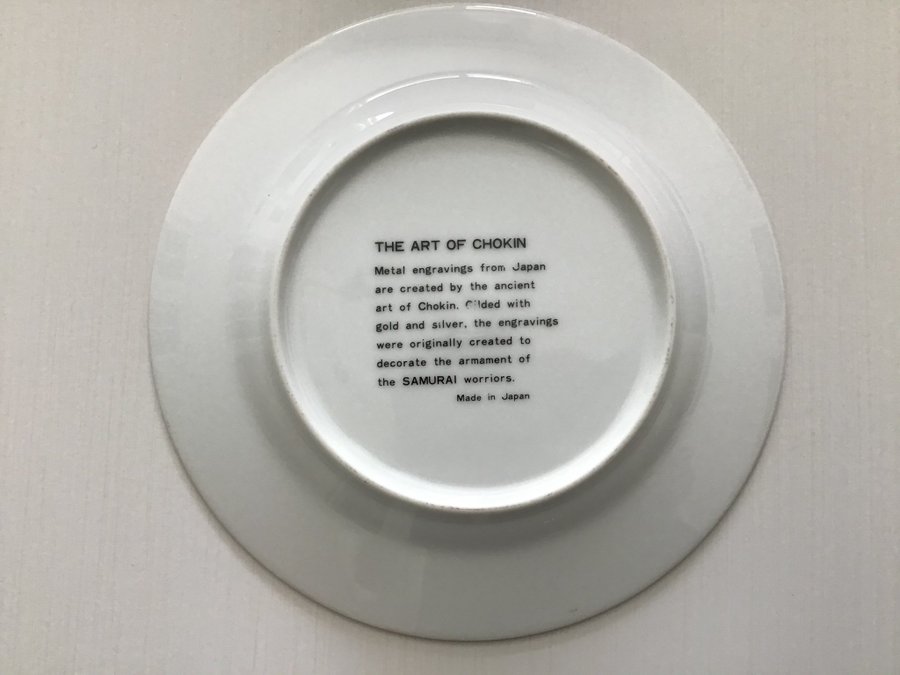 THE ART OF CHOKIN
Metal engravings from Japan
are created by the ancient
art of Chokin. Gilded with
gold and silver, the engravings
were originally created to
decorate the armament of
the SAMURAI worriors.
Made in Japan